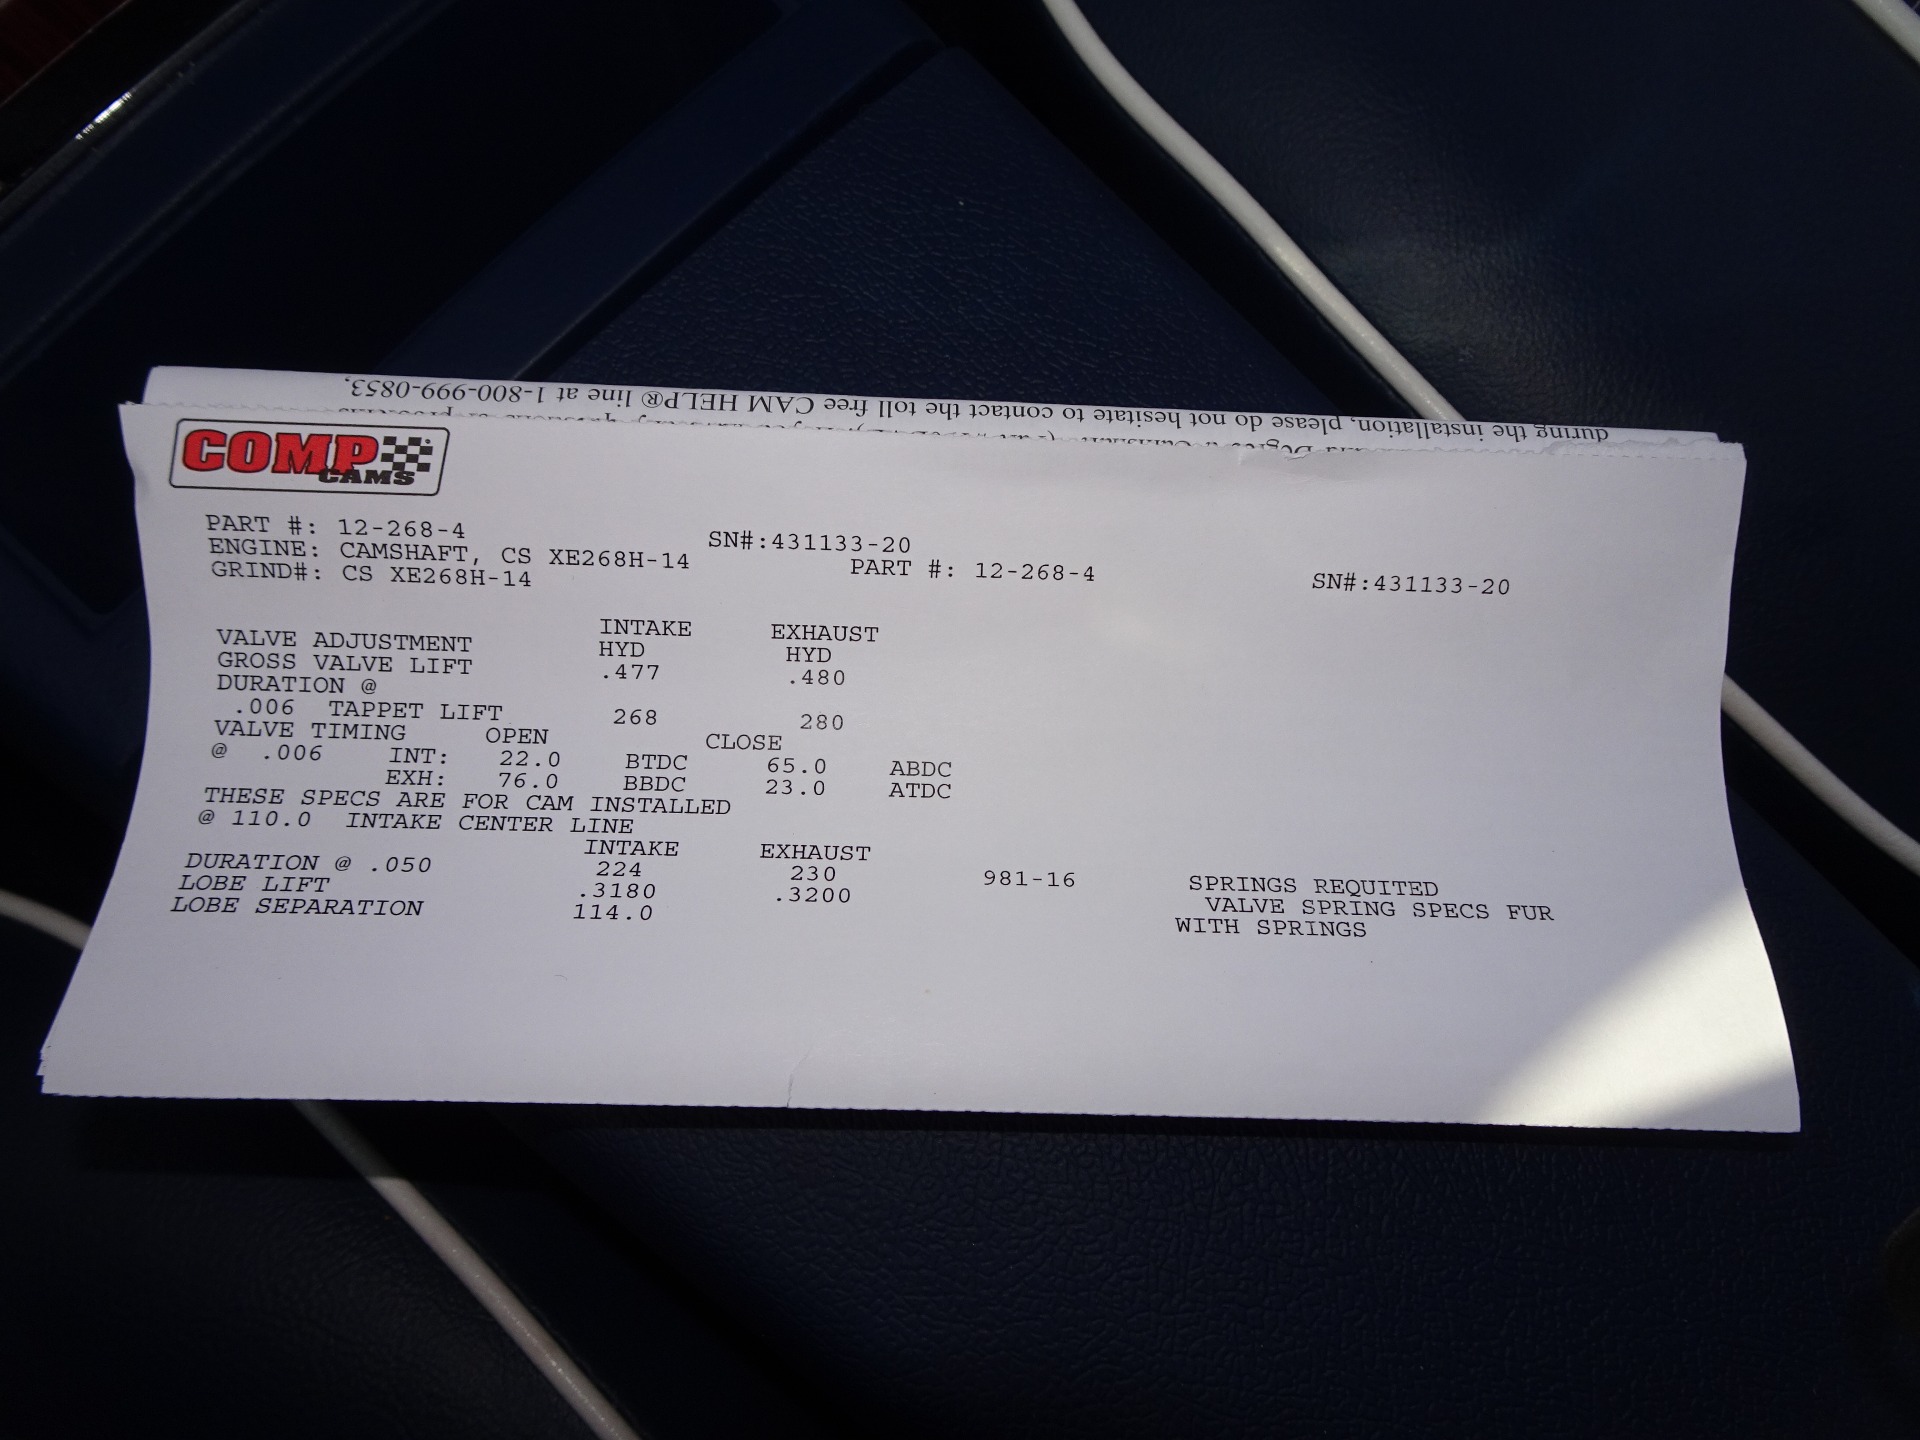 during the installation, please do not hesitate to contact the toll free CAM HELP® line at 1-800-999-0853.
COMP
CAMS
PART #: 12-268-4 SN#:431133-20
ENGINE: CAMSHAFT, CS XE268H-14 PART #: 12-268-4 SN#:431133-20
GRIND#: CS XE268H-14
INTAKE EXHAUST
VALVE ADJUSTMENT HYD HYD
GROSS VALVE LIFT .477 .480
DURATION @
.006 TAPPET LIFT 268 280
VALVE TIMING OPEN CLOSE
@ .006 INT: 22.0 BTDC 65.0 ABDC
EXH: 76.0 BBDC 23.0 ATDC
THESE SPECS ARE FOR CAM INSTALLED
@ 110.0 INTAKE CENTER LINE
INTAKE EXHAUST
DURATION @ .050 224 230 981-16 SPRINGS REQUITED
LOBE LIFT .3180 .3200 VALVE SPRING SPECS FUR
LOBE SEPARATION 114.0 WITH SPRINGS